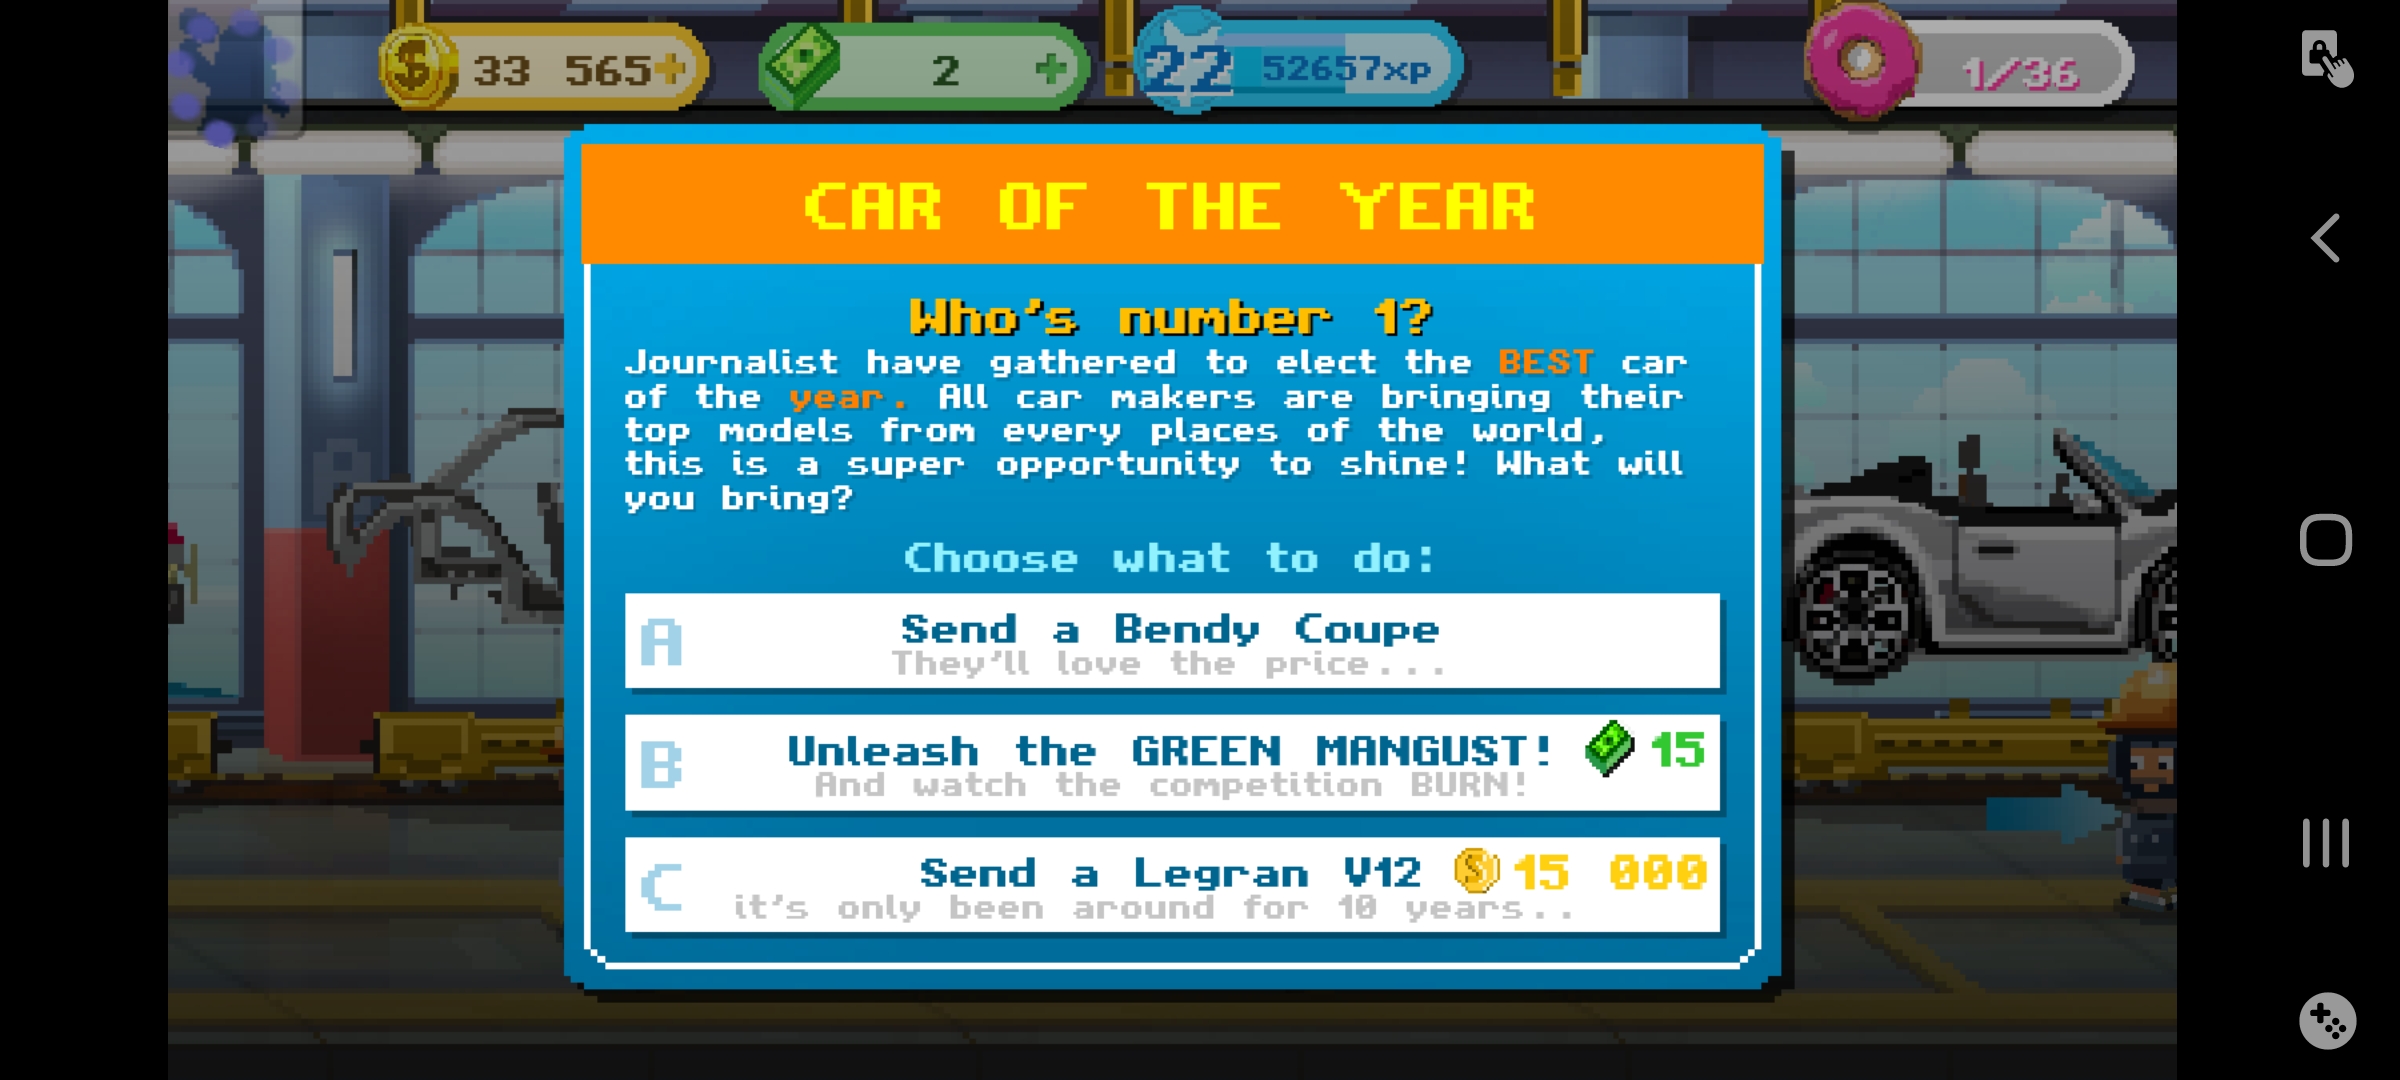 33 565+
2 +
22 52657xp
1/36
CAR OF THE YEAR
Who's number 1?
Journalist have gathered to elect the BEST car
of the year. All car makers are bringing their
top models from every places of the world,
this is a super opportunity to shine! What will
you bring?
Choose what to do:
A Send a Bendy Coupe
They'll love the price...
B Unleash the GREEN MANGUST! 15
And watch the competition BURN!
C Send a Legran V12 $ 15 000
it's only been around for 10 years..